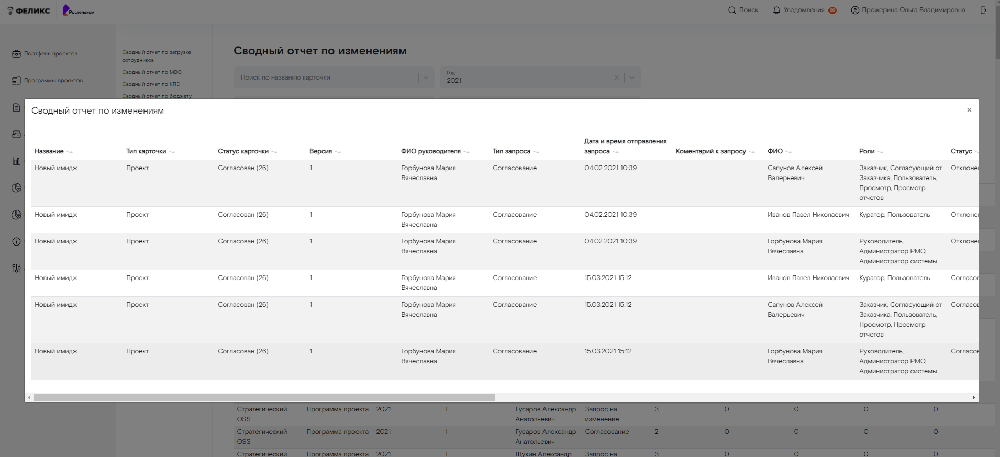 ФЕЛИКС
Ростелеком
Поиск
Уведомления 20
Прожерина Ольга Владимировна
Портфель проектов
Программы проектов
Сводный отчет по загрузке
сотрудников
Сводный отчет по МВО
Сводный отчет по КПЭ
Сводный отчет по бюджету
Сводный отчет по изменениям
Поиск по названию карточки
Год
2021
Сводный отчет по изменениям
Дата и время отправления
Название Тип карточки Статус карточки Версия ФИО руководителя Тип запроса запроса Коментарий к запросу ФИО Роли Статус
Новый имидж Проект Согласован (26) 1 Горбунова Мария Согласование 04.02.2021 10:39 Сапунов Алексей Заказчик, Согласующий от Отклоне
Вячеславна Валерьевич Заказчика, Пользователь,
Просмотр, Просмотр
отчетов
Новый имидж Проект Согласован (26) 1 Горбунова Мария Согласование 04.02.2021 10:39 Иванов Павел Николаевич Куратор, Пользователь Отклоне
Вячеславна
Новый имидж Проект Согласован (26) 1 Горбунова Мария Согласование 04.02.2021 10:39 Горбунова Мария Руководитель, Отклоне
Вячеславна Вячеславна Администратор РМО,
Администратор системы
Новый имидж Проект Согласован (26) 1 Горбунова Мария Согласование 15.03.2021 15:12 Иванов Павел Николаевич Куратор, Пользователь Согласов
Вячеславна
Новый имидж Проект Согласован (26) 1 Горбунова Мария Согласование 15.03.2021 15:12 Сапунов Алексей Заказчик, Согласующий от Согласов
Вячеславна Валерьевич Заказчика, Пользователь,
Просмотр, Просмотр
отчетов
Новый имидж Проект Согласован (26) 1 Горбунова Мария Согласование 15.03.2021 15:12 Горбунова Мария Руководитель, Согласов
Вячеславна Вячеславна Администратор РМО,
Администратор системы
Стратегический Программа проекта 2021 I Гусаров Александр Запрос на 3 0 0 0 0
OSS Анатольевич изменение
Стратегический Программа проекта 2021 I Гусаров Александр Согласование 2 0 0 0 0
OSS Анатольевич
Стратегический Программа проекта 2021 I Щукин Александр Запрос на 3 0 0 0 0